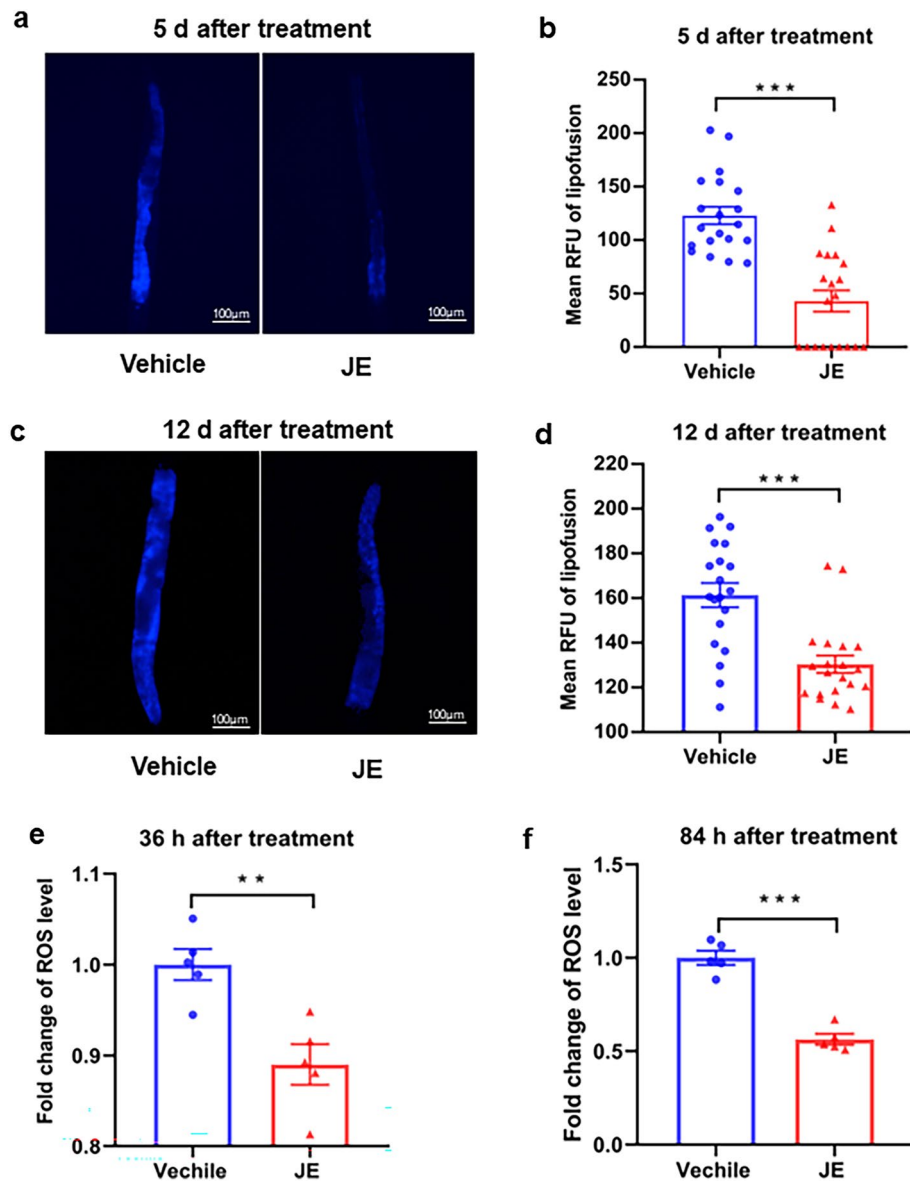 a
5 d after treatment
100μm
100μm
Vehicle
JE
b
5 d after treatment
Mean RFU of lipofusion
250
200
150
100
50
0
★★★
Vehicle
JE
c
12 d after treatment
100μm
100μm
Vehicle
JE
d
12 d after treatment
Mean RFU of lipofusion
220
200
180
160
140
120
100
★★★
Vehicle
JE
e
36 h after treatment
Fold change of ROS level
1.1
1.0
0.9
0.8
★★
Vechile
JE
f
84 h after treatment
Fold change of ROS level
1.5
1.0
0.5
0.0
★★★
Vechile
JE